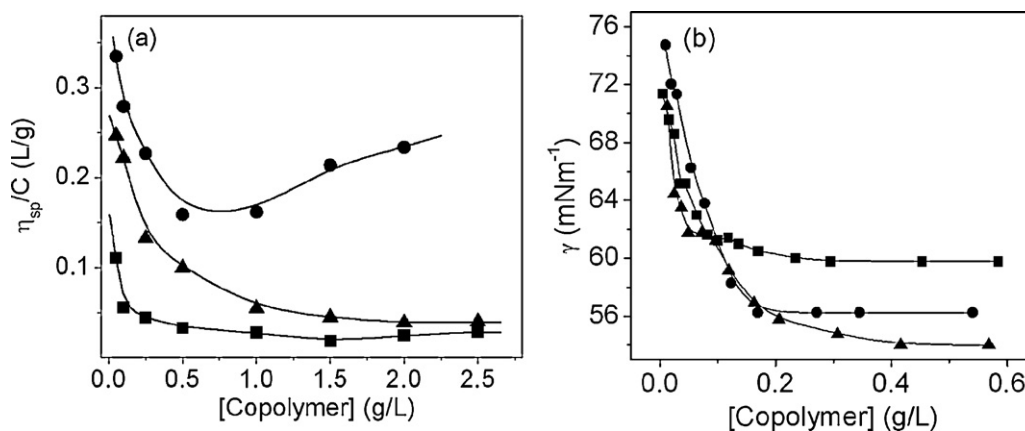 (a)
η_sp/C (L/g)
0.3
0.2
0.1
0.0 0.5 1.0 1.5 2.0 2.5
[Copolymer] (g/L)
(b)
γ (mNm⁻¹)
76
72
68
64
60
56
0.0 0.2 0.4 0.6
[Copolymer] (g/L)